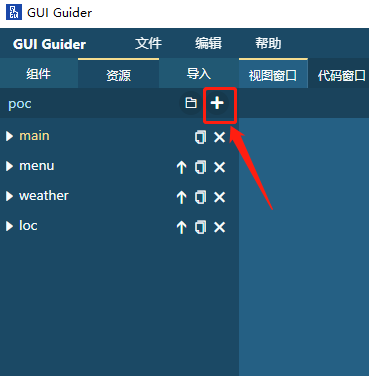 GUI Guider
GUI Guider 文件 编辑 帮助
组件 资源 导入 视图窗口 代码窗口
poc
main
menu
weather
loc